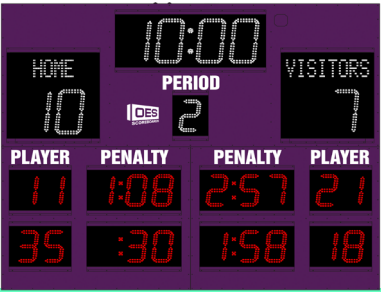 10:00
HOME
VISITORS
PERIOD
10
7
OES
SCOREBOARDS
2
PLAYER PENALTY PENALTY PLAYER
11 1:08 2:57 21
35 :30 1:58 18